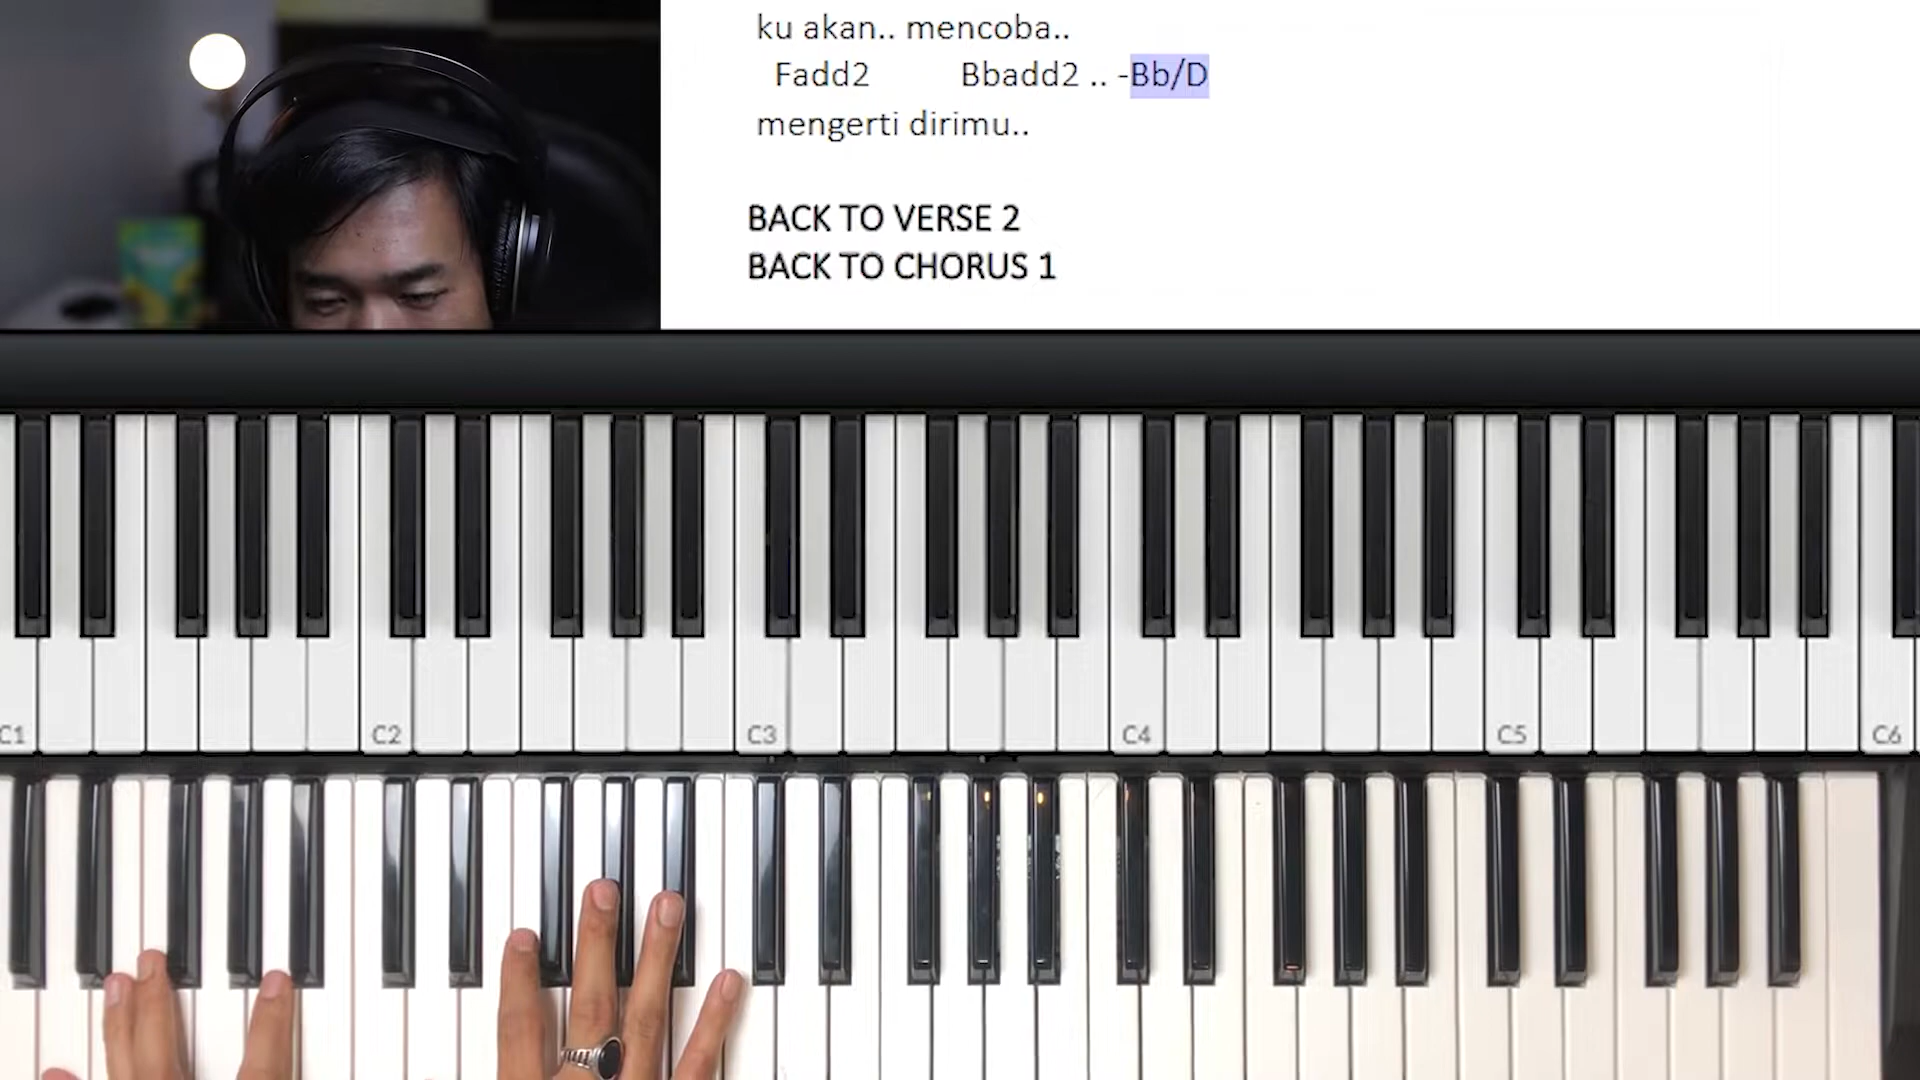 ku akan.. mencoba..
Fadd2 Bbadd2 .. -Bb/D
mengerti dirimu..
BACK TO VERSE 2
BACK TO CHORUS 1
C1 C2 C3 C4 C5 C6